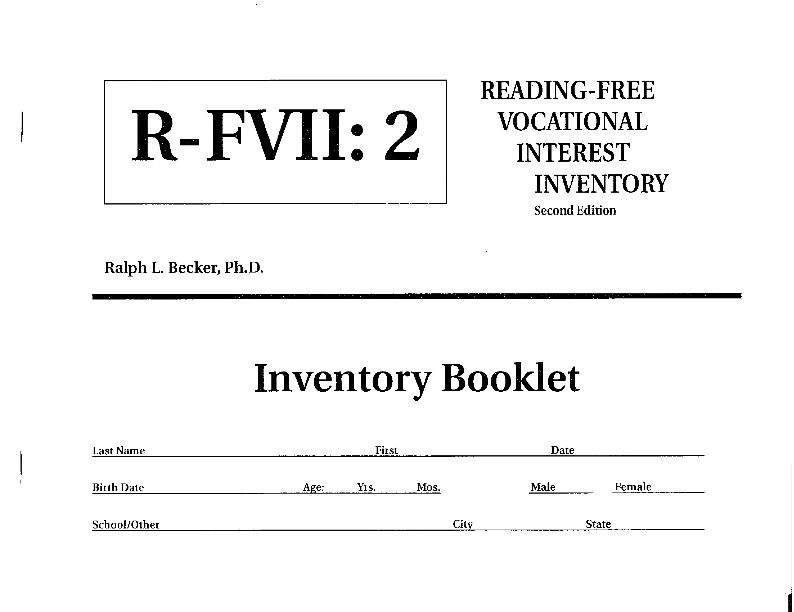 R-FVII: 2
READING-FREE
VOCATIONAL
INTEREST
INVENTORY
Second Edition
Ralph L. Becker, Ph.D.
Inventory Booklet
Last Name First Date
Birth Date Age: Yrs. Mos. Male Female
School/Other City State